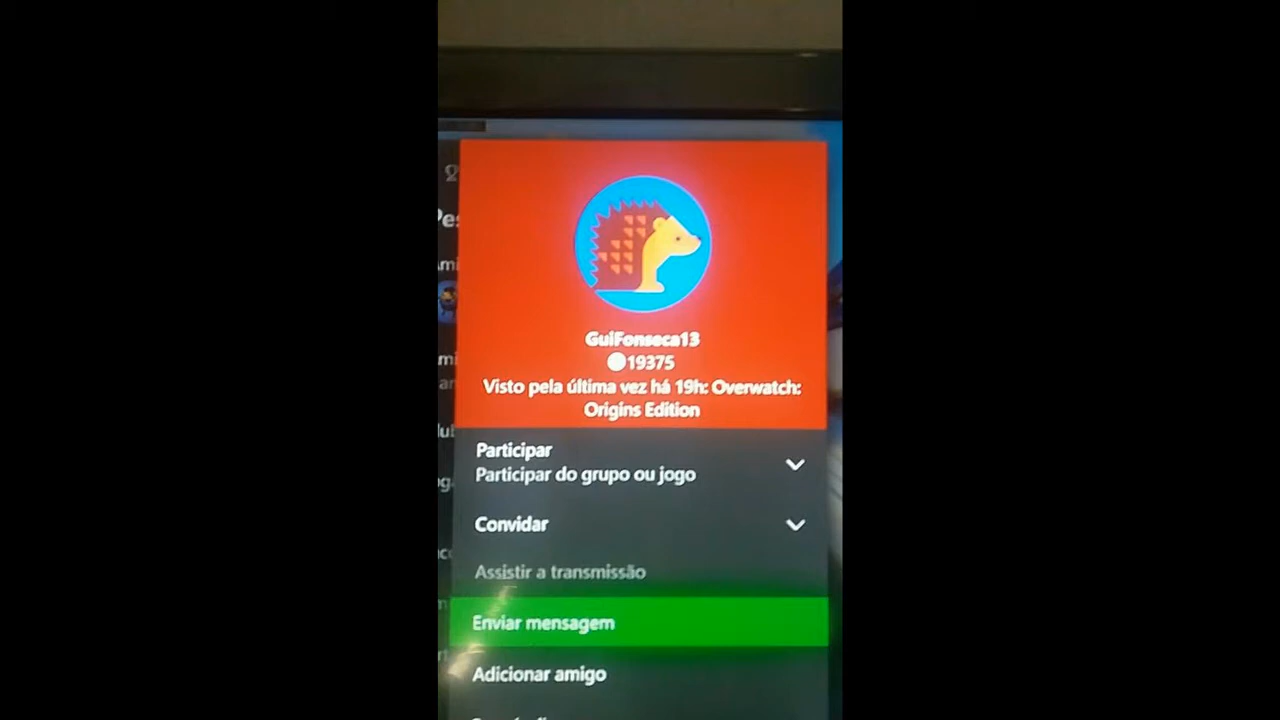 GuiFonseca13
19375
Visto pela última vez há 19h: Overwatch:
Origins Edition
Participar
Participar do grupo ou jogo
Convidar
Assistir a transmissão
Enviar mensagem
Adicionar amigo